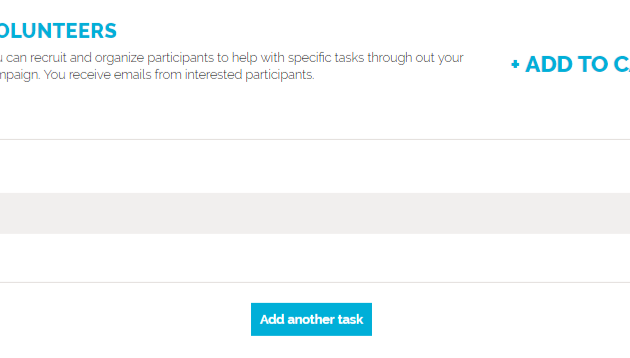 OLUNTEERS
u can recruit and organize participants to help with specific tasks through out your
mpaign. You receive emails from interested participants.
+ ADD TO C
Add another task